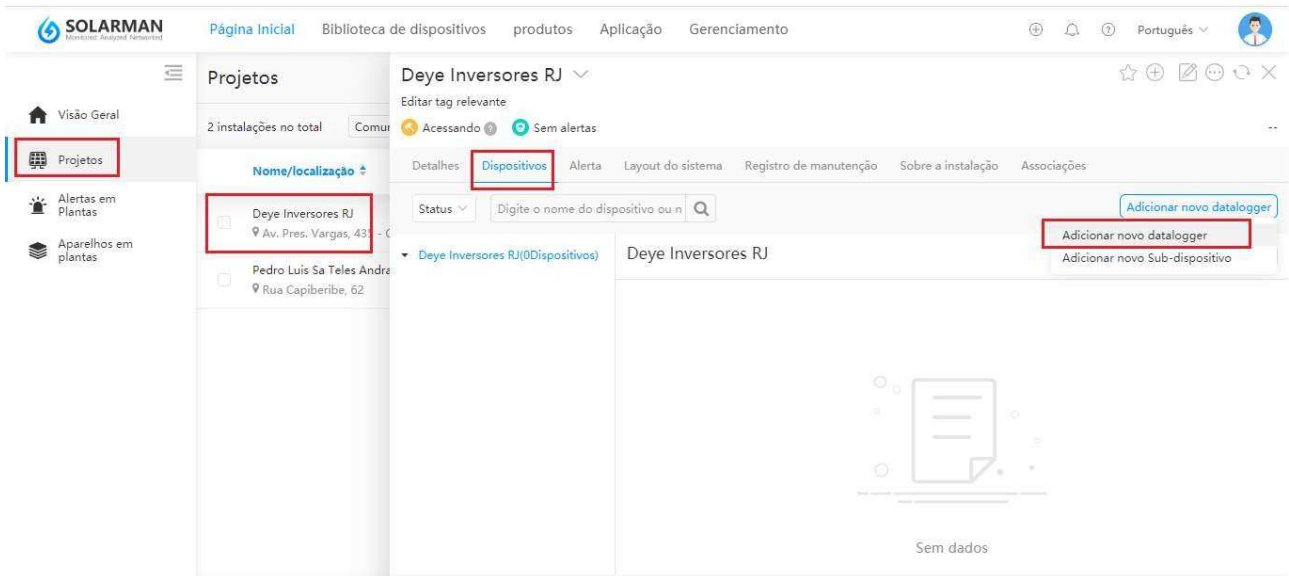 SOLARMAN
Monitored. Analyzed. Networked
Página Inicial
Biblioteca de dispositivos
produtos
Aplicação
Gerenciamento
Português
Visão Geral
Projetos
Alertas em
Plantas
Aparelhos em
plantas
Projetos
2 instalações no total
Comur
Nome/localização
Deye Inversores RJ
Av. Pres. Vargas, 435 - C
Pedro Luis Sa Teles Andra
Rua Capiberibe, 62
Deye Inversores RJ
Editar tag relevante
Acessando
Sem alertas
--
Detalhes
Dispositivos
Alerta
Layout do sistema
Registro de manutenção
Sobre a instalação
Associações
Status
Digite o nome do dispositivo ou n
Adicionar novo datalogger
Adicionar novo datalogger
Adicionar novo Sub-dispositivo
Deye Inversores RJ(0Dispositivos)
Deye Inversores RJ
Sem dados